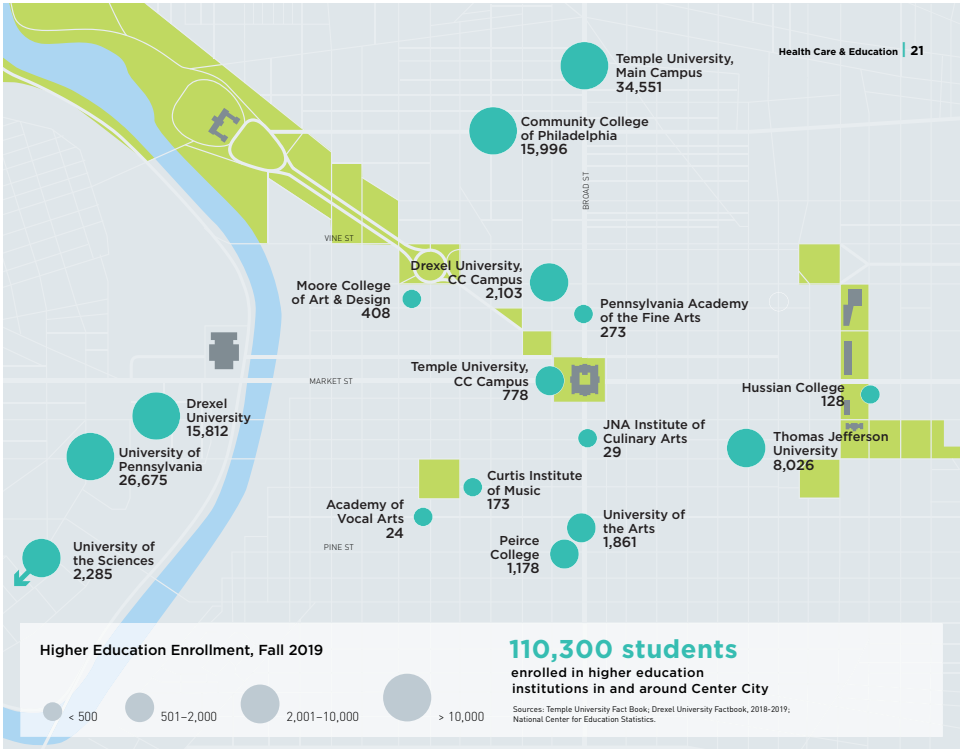 Health Care & Education | 21
Temple University,
Main Campus
34,551
Community College
of Philadelphia
15,996
BROAD ST
VINE ST
Drexel University,
CC Campus
2,103
Moore College
of Art & Design
408
Pennsylvania Academy
of the Fine Arts
273
Temple University,
CC Campus
778
MARKET ST
Hussian College
128
Drexel
University
15,812
University of
Pennsylvania
26,675
JNA Institute of
Culinary Arts
29
Thomas Jefferson
University
8,026
Curtis Institute
of Music
173
Academy of
Vocal Arts
24
University of
the Arts
1,861
Peirce
College
1,178
PINE ST
University of
the Sciences
2,285
Higher Education Enrollment, Fall 2019
< 500
501–2,000
2,001–10,000
> 10,000
110,300 students
enrolled in higher education
institutions in and around Center City
Sources: Temple University Fact Book; Drexel University Factbook, 2018-2019;
National Center for Education Statistics.